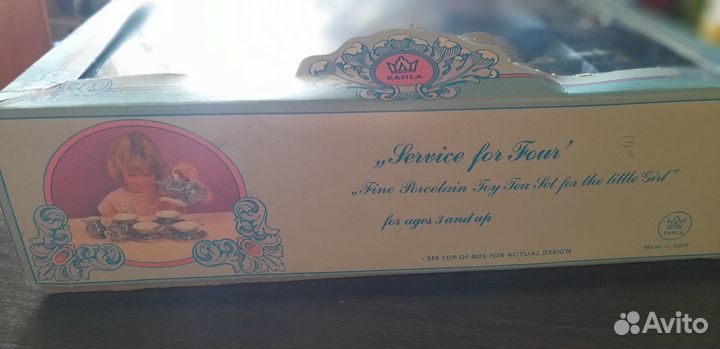 KAHLA
„Service for Four’
„Fine Porcelain Toy Tea Set for the little Girl”
for ages 3 and up
• SEE TOP OF BOX FOR ACTUAL DESIGN
KAHLA
Made in GDR
Avito